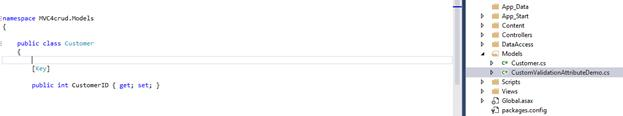 namespace MVC4crud.Models
{
public class Customer
{
[Key]
public int CustomerID { get; set; }
App_Data
App_Start
Content
Controllers
DataAccess
Models
Customer.cs
CustomValidationAttributeDemo.cs
Scripts
Views
Global.asax
packages.config